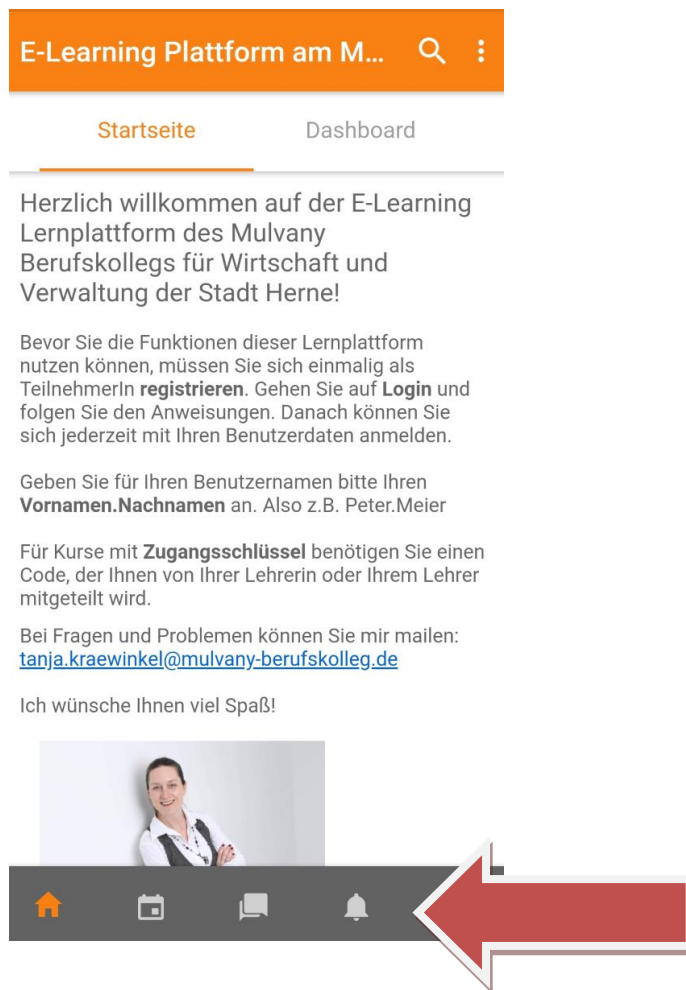 E-Learning Plattform am M...
Startseite Dashboard
Herzlich willkommen auf der E-Learning
Lernplattform des Mulvany
Berufskollegs für Wirtschaft und
Verwaltung der Stadt Herne!
Bevor Sie die Funktionen dieser Lernplattform
nutzen können, müssen Sie sich einmalig als
TeilnehmerIn registrieren. Gehen Sie auf Login und
folgen Sie den Anweisungen. Danach können Sie
sich jederzeit mit Ihren Benutzerdaten anmelden.
Geben Sie für Ihren Benutzernamen bitte Ihren
Vornamen.Nachnamen an. Also z.B. Peter.Meier
Für Kurse mit Zugangsschlüssel benötigen Sie einen
Code, der Ihnen von Ihrer Lehrerin oder Ihrem Lehrer
mitgeteilt wird.
Bei Fragen und Problemen können Sie mir mailen:
tanja.kraewinkel@mulvany-berufskolleg.de
Ich wünsche Ihnen viel Spaß!